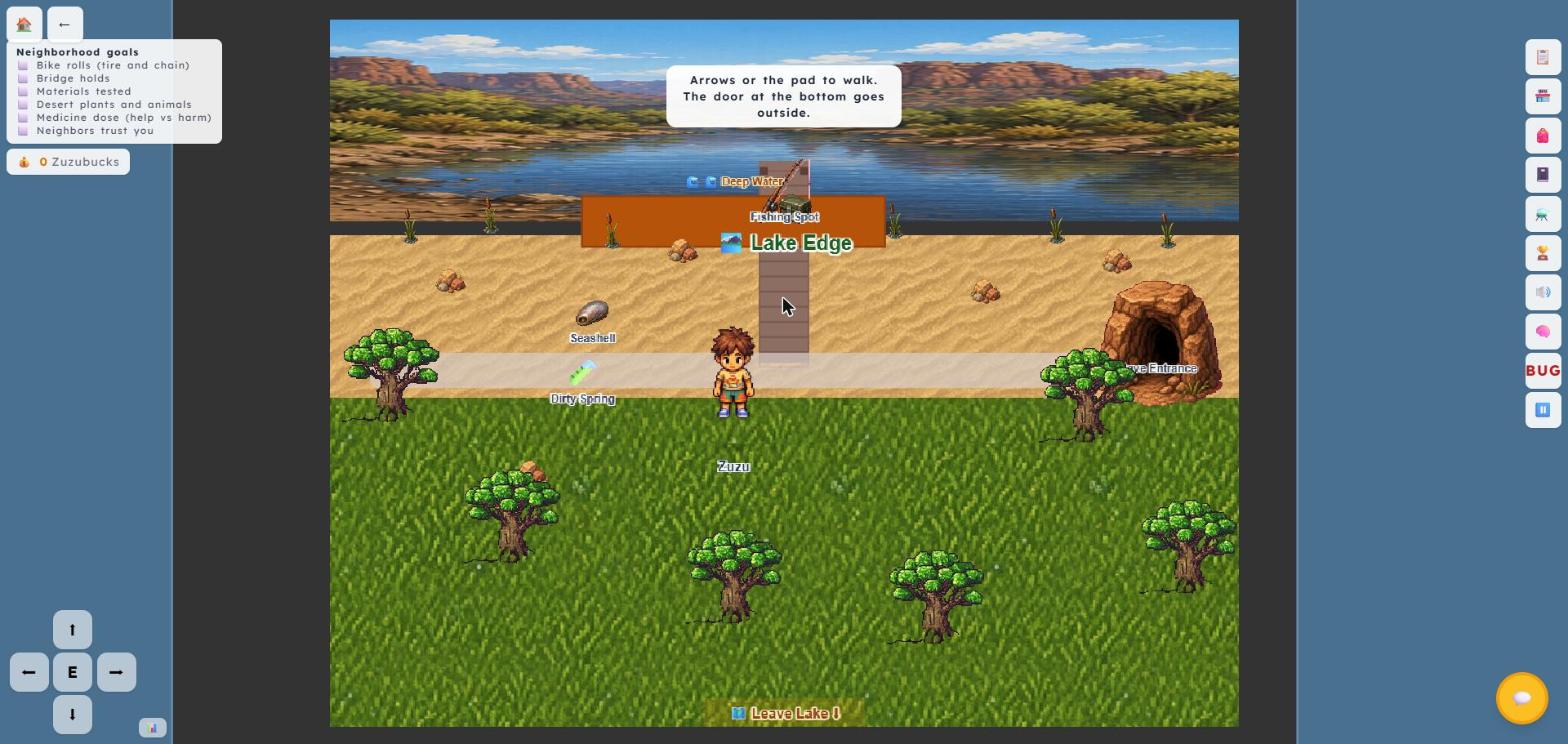 Neighborhood goals
Bike rolls (tire and chain)
Bridge holds
Materials tested
Desert plants and animals
Medicine dose (help vs harm)
Neighbors trust you
0 Zuzubucks
Arrows or the pad to walk.
The door at the bottom goes
outside.
Deep Water
Fishing Spot
Lake Edge
Seashell
Entrance
Dirty Spring
Zuzu
BUG
E
Leave Lake